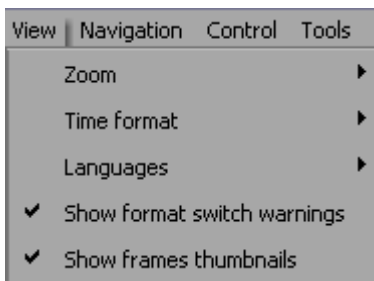 View Navigation Control Tools
Zoom
Time format
Languages
Show format switch warnings
Show frames thumbnails